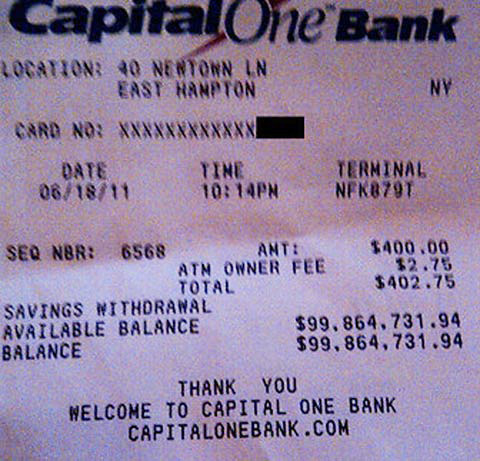 Capital One™ Bank
LOCATION: 40 NEWTOWN LN
EAST HAMPTON NY
CARD NO: XXXXXXXXXXXX
DATE TIME TERMINAL
06/18/11 10:14PM NFK879T
SEQ NBR: 6568 AMT: $400.00
ATM OWNER FEE $2.75
TOTAL $402.75
SAVINGS WITHDRAWAL
AVAILABLE BALANCE $99,864,731.94
BALANCE $99,864,731.94
THANK YOU
WELCOME TO CAPITAL ONE BANK
CAPITALONEBANK.COM